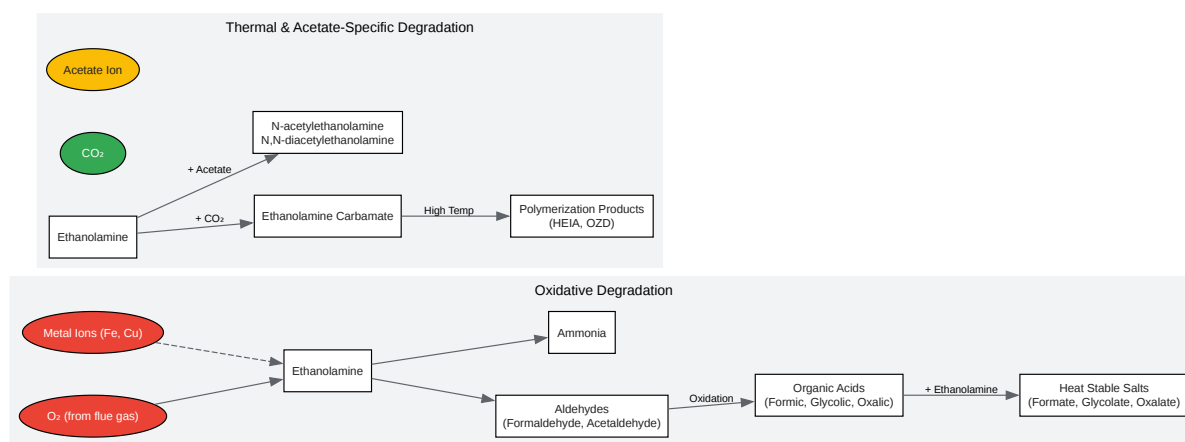 Thermal & Acetate-Specific Degradation
Acetate Ion
CO₂
N-acetylethanolamine
N,N-diacetylethanolamine
+ Acetate
Ethanolamine
+ CO₂
Ethanolamine Carbamate
High Temp
Polymerization Products
(HEIA, OZD)
Oxidative Degradation
Metal Ions (Fe, Cu)
O₂ (from flue gas)
Ethanolamine
Ammonia
Aldehydes
(Formaldehyde, Acetaldehyde)
Oxidation
Organic Acids
(Formic, Glycolic, Oxalic)
+ Ethanolamine
Heat Stable Salts
(Formate, Glycolate, Oxalate)